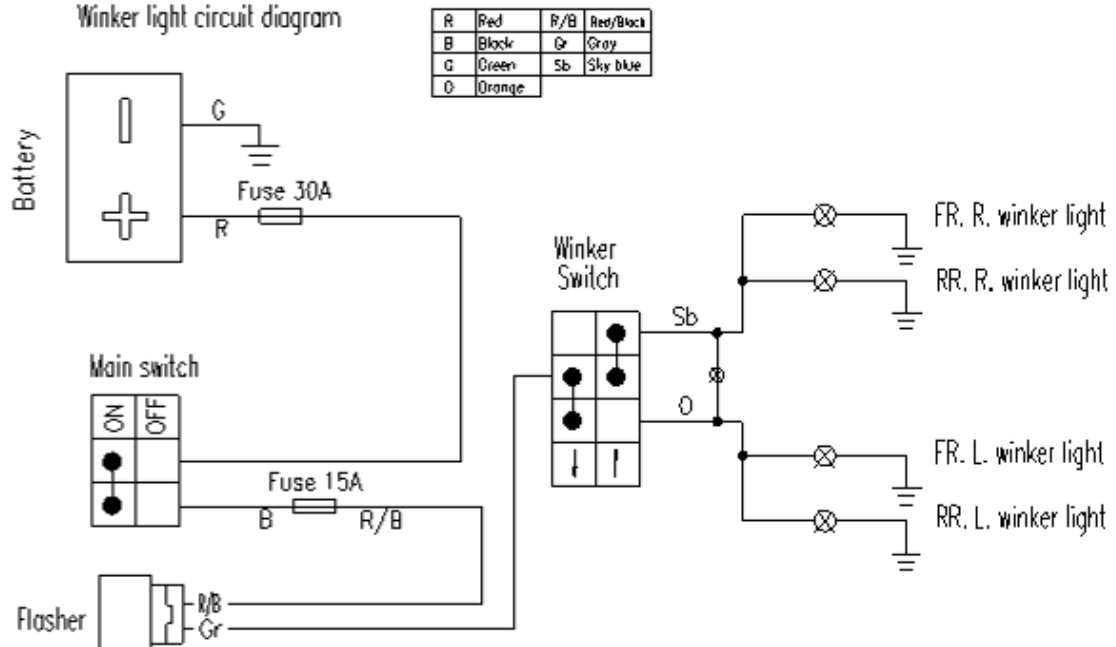 Winker light circuit diagram
R Red R/B Red/Black
B Black Gr Gray
G Green Sb Sky blue
O Orange
Battery
G
Fuse 30A
R
FR. R. winker light
RR. R. winker light
Winker
Switch
Sb
O
Main switch
ON OFF
Fuse 15A
B R/B
FR. L. winker light
RR. L. winker light
Flasher
R/B
Gr